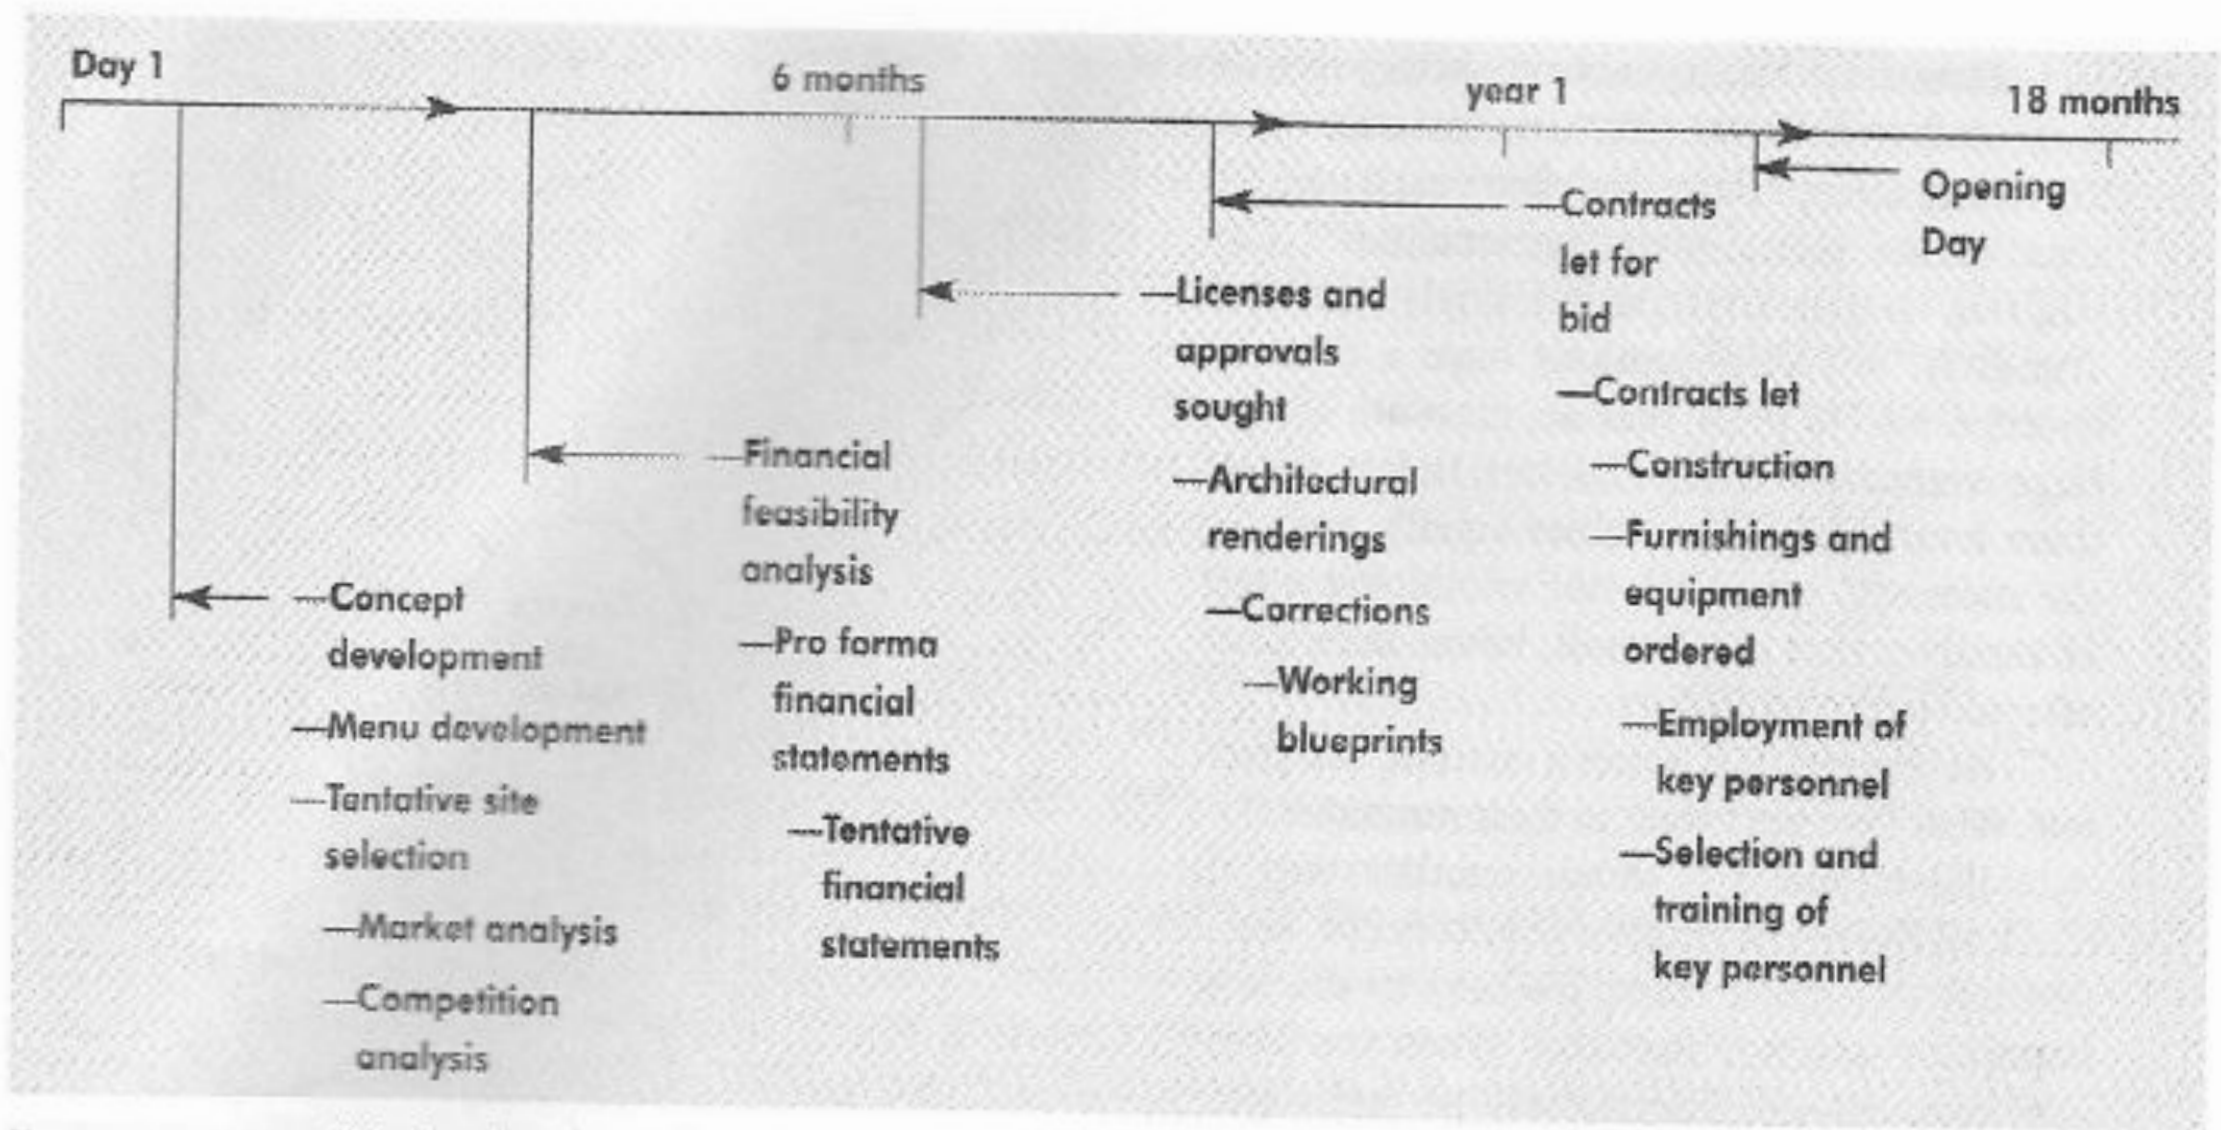 Day 1
6 months
year 1
18 months
Opening
Day
—Contracts
let for
bid
—Contracts let
—Construction
—Furnishings and
equipment
ordered
—Employment of
key personnel
—Selection and
training of
key personnel
—Licenses and
approvals
sought
—Architectural
renderings
—Corrections
—Working
blueprints
—Financial
feasibility
analysis
—Pro forma
financial
statements
—Tentative
financial
statements
—Concept
development
—Menu development
—Tentative site
selection
—Market analysis
—Competition
analysis